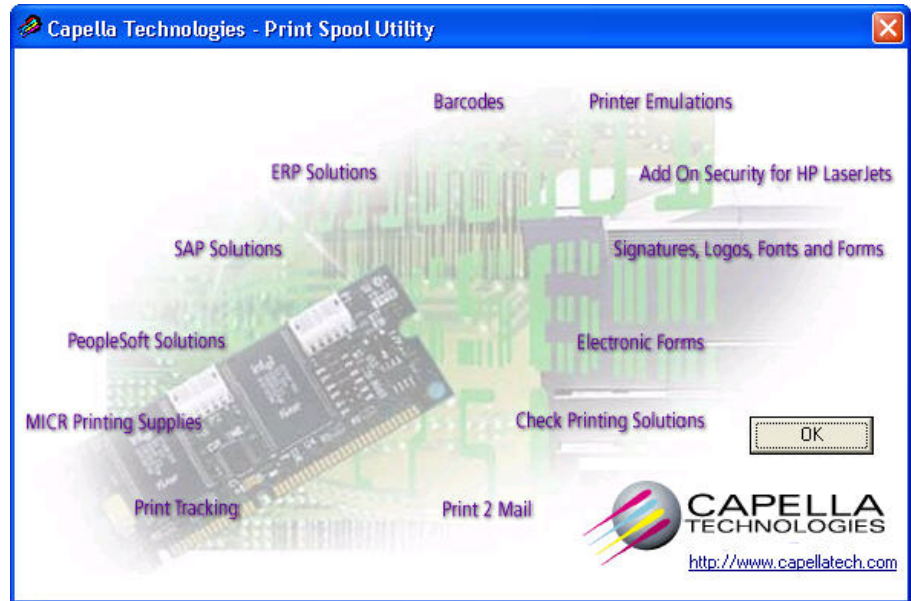 Capella Technologies - Print Spool Utility
Barcodes
Printer Emulations
ERP Solutions
Add On Security for HP LaserJets
SAP Solutions
Signatures, Logos, Fonts and Forms
PeopleSoft Solutions
Electronic Forms
MICR Printing Supplies
Check Printing Solutions
OK
Print Tracking
Print 2 Mail
CAPELLA
TECHNOLOGIES
http://www.capellatech.com